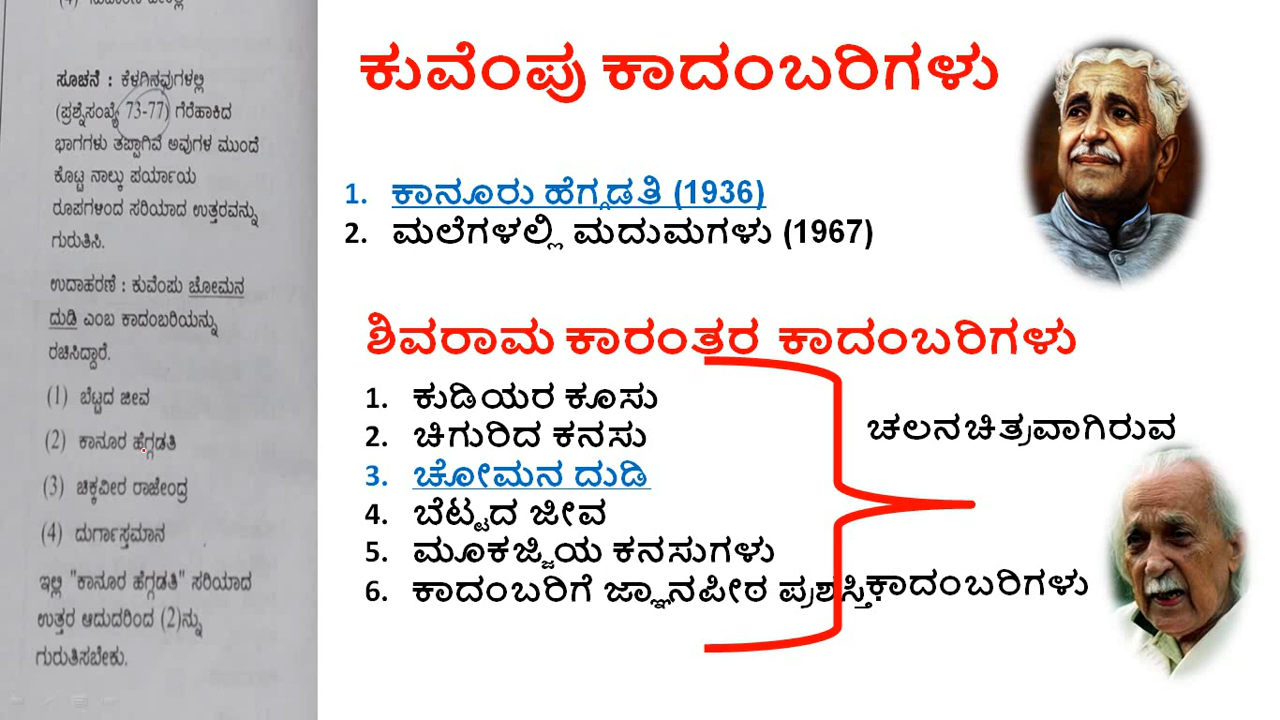 ಸೂಚನೆ : ಕೆಳಗಿನವುಗಳಲ್ಲಿ
(ಪ್ರಶ್ನೆಸಂಖ್ಯೆ 73-77) ಗೆರೆಹಾಕಿದ
ಭಾಗಗಳು ತಪ್ಪಾಗಿವೆ ಅವುಗಳ ಮುಂದೆ
ಕೊಟ್ಟ ನಾಲ್ಕು ಪರ್ಯಾಯ
ರೂಪಗಳಿಂದ ಸರಿಯಾದ ಉತ್ತರವನ್ನು
ಗುರುತಿಸಿ.
ಉದಾಹರಣೆ : ಕುವೆಂಪು ಚೋಮನ
ದುಡಿ ಎಂಬ ಕಾದಂಬರಿಯನ್ನು
ರಚಿಸಿದ್ದಾರೆ.
(1) ಬೆಟ್ಟದ ಜೀವ
(2) ಕಾನೂರ ಹೆಗ್ಗಡತಿ
(3) ಚಿಕ್ಕವೀರ ರಾಜೇಂದ್ರ
(4) ದುರ್ಗಾಸ್ತಮಾನ
ಇಲ್ಲಿ "ಕಾನೂರ ಹೆಗ್ಗಡತಿ" ಸರಿಯಾದ
ಉತ್ತರ ಆದುದರಿಂದ (2)ನ್ನು
ಗುರುತಿಸಬೇಕು.
ಕುವೆಂಪು ಕಾದಂಬರಿಗಳು
1. ಕಾನೂರು ಹೆಗ್ಗಡತಿ (1936)
2. ಮಲೆಗಳಲ್ಲಿ ಮದುಮಗಳು (1967)
ಶಿವರಾಮ ಕಾರಂತರ ಕಾದಂಬರಿಗಳು
1. ಕುಡಿಯರ ಕೂಸು
2. ಚಿಗುರಿದ ಕನಸು
3. ಚೋಮನ ದುಡಿ
4. ಬೆಟ್ಟದ ಜೀವ
5. ಮೂಕಜ್ಜಿಯ ಕನಸುಗಳು
6. ಕಾದಂಬರಿಗೆ ಜ್ಞಾನಪೀಠ ಪ್ರಶಸ್ತಿ.
ಚಲನಚಿತ್ರವಾಗಿರುವ
ಕಾದಂಬರಿಗಳು